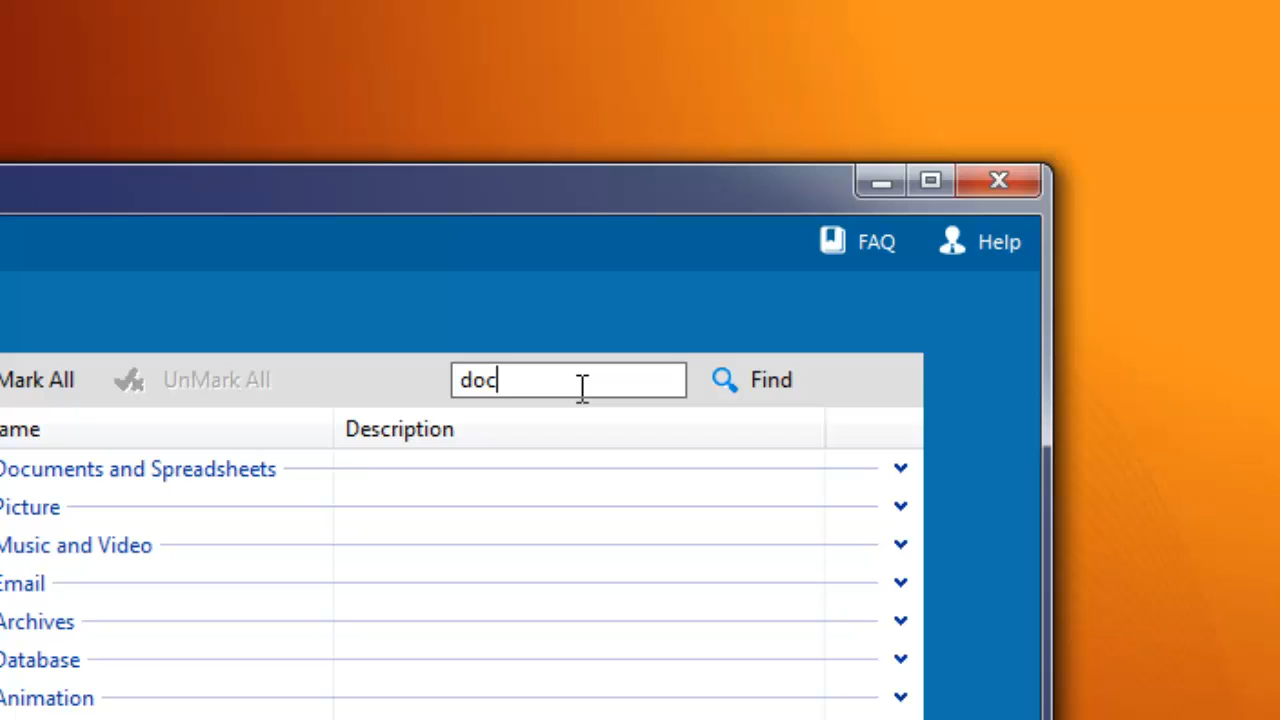 FAQ Help
Mark All UnMark All doc Find
ame Description
Documents and Spreadsheets
Picture
Music and Video
Email
Archives
Database
Animation